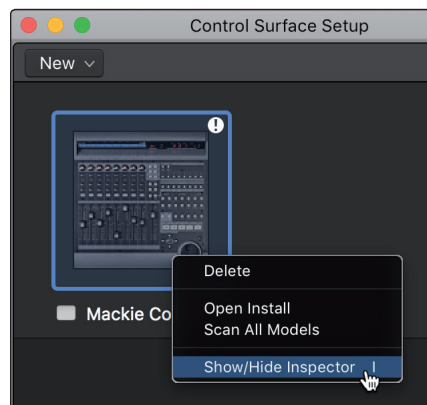 Control Surface Setup
New
!
Delete
Open Install
Mackie Co
Scan All Models
Show/Hide Inspector I